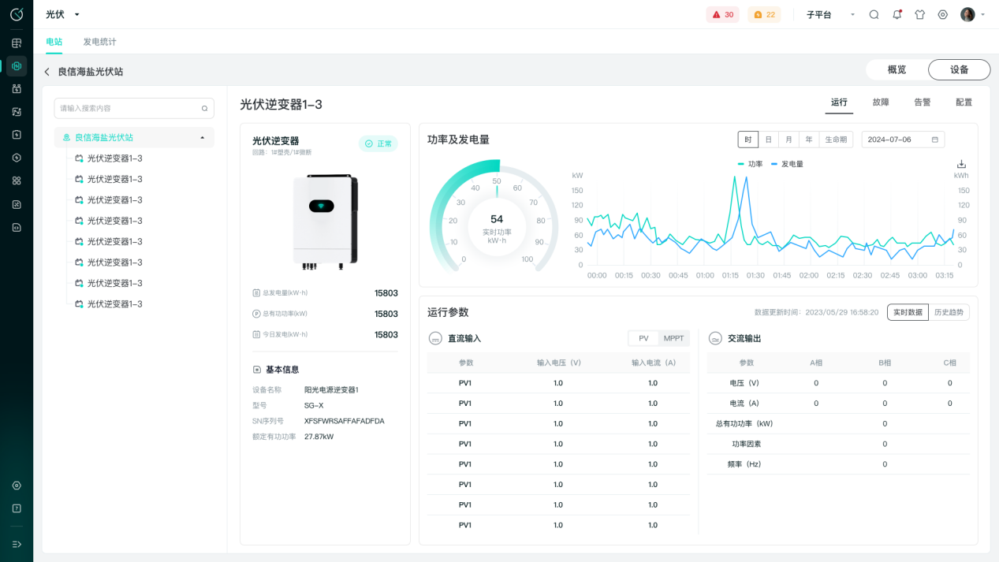 光伏
30
22
子平台
电站
发电统计
良信海盐光伏站
概览
设备
请输入搜索内容
良信海盐光伏站
光伏逆变器1-3
光伏逆变器1-3
光伏逆变器1-3
光伏逆变器1-3
光伏逆变器1-3
光伏逆变器1-3
光伏逆变器1-3
光伏逆变器1-3
光伏逆变器1-3
运行
故障
告警
配置
光伏逆变器
正常
回路：1#塑壳/1#微断
总发电量(kW·h)
15803
总有功功率(kW)
15803
今日发电(kW·h)
15803
基本信息
设备名称
阳光电源逆变器1
型号
SG-X
SN序列号
XFSFWRSAFFAFADFDA
额定有功功率
27.87kW
功率及发电量
时
日
月
年
生命期
2024-07-06
0
10
20
30
40
50
60
70
80
90
100
54
实时功率
kW·h
功率
发电量
kW
kWh
150
150
120
120
90
90
60
60
30
30
0
0
00:00 00:15 00:30 00:45 01:00 01:15 01:30 01:45 02:00 02:15 02:30 02:45 03:00 03:15
运行参数
数据更新时间：2023/05/29 16:58:20
实时数据
历史趋势
直流输入
PV
MPPT
参数 输入电压（V） 输入电流（A）
PV1 1.0 1.0
PV1 1.0 1.0
PV1 1.0 1.0
PV1 1.0 1.0
PV1 1.0 1.0
PV1 1.0 1.0
PV1 1.0 1.0
PV1 1.0 1.0
交流输出
参数 A相 B相 C相
电压（V） 0 0 0
电流（A） 0 0 0
总有功功率（kW） 0
功率因素 0
频率（Hz） 0